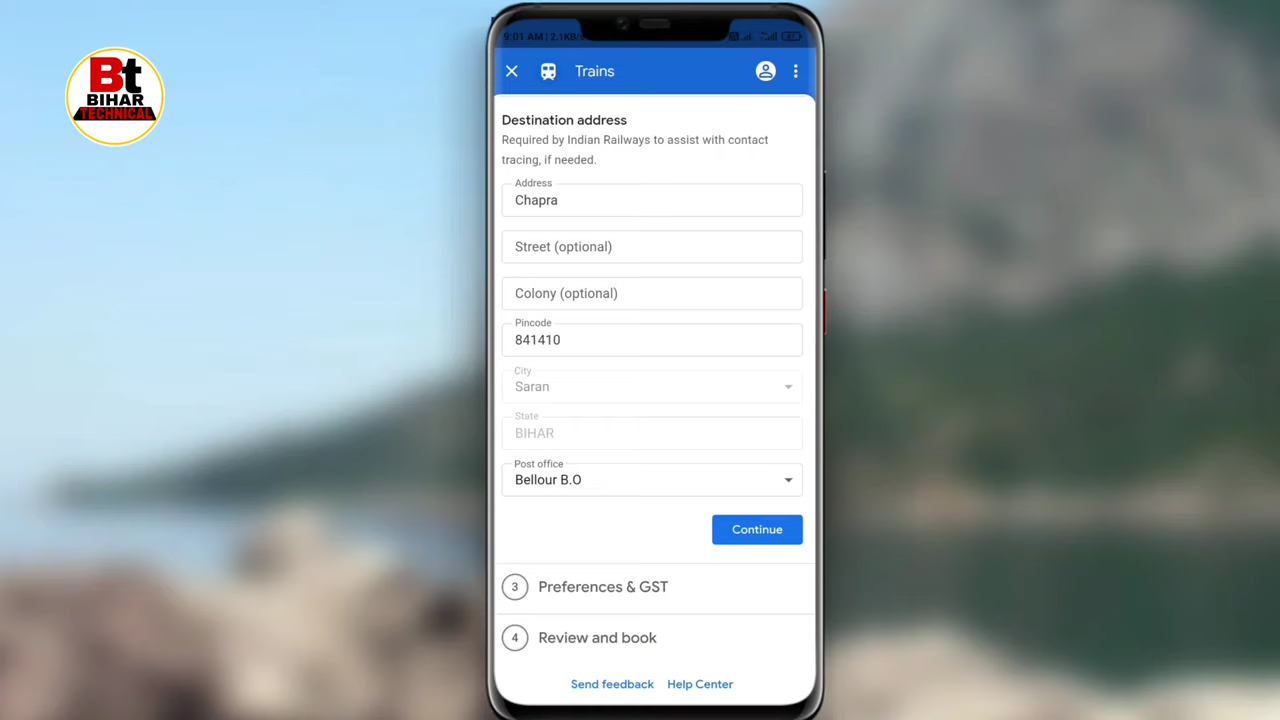 Bt
BIHAR
TECHNICAL
9:01 AM | 2.1KB/
Trains
Destination address
Required by Indian Railways to assist with contact
tracing, if needed.
Address
Chapra
Street (optional)
Colony (optional)
Pincode
841410
City
Saran
State
BIHAR
Post office
Bellour B.O
Continue
3 Preferences & GST
4 Review and book
Send feedback Help Center